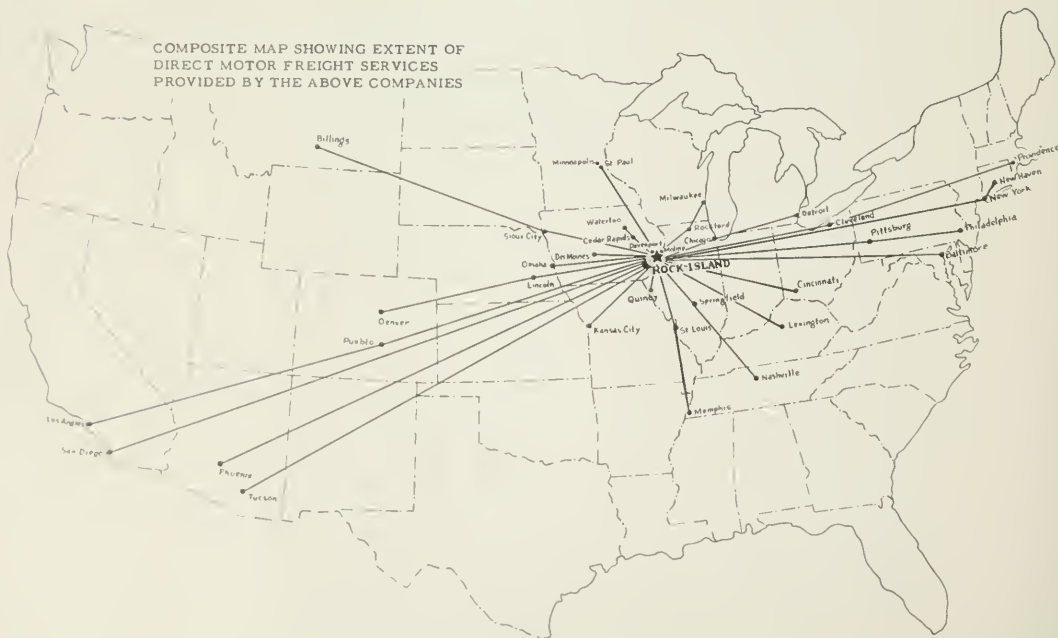 COMPOSITE MAP SHOWING EXTENT OF
DIRECT MOTOR FREIGHT SERVICES
PROVIDED BY THE ABOVE COMPANIES
Billings
Minneapolis
St Paul
Providence
New Haven
New York
Milwaukee
Detroit
Waterloo
Rockford
Cleveland
Philadelphia
Sioux City
Cedar Rapids
Chicago
Pittsburg
Davenport
Moline
Des Moines
Baltimore
Omaha
ROCK-ISLAND
Lincoln
Cincinnati
Quinby
Springfield
Denver
Kansas City
St Louis
Lexington
Pueblo
Nashville
Memphis
Los Angles
San Diego
Phoenix
Tucson